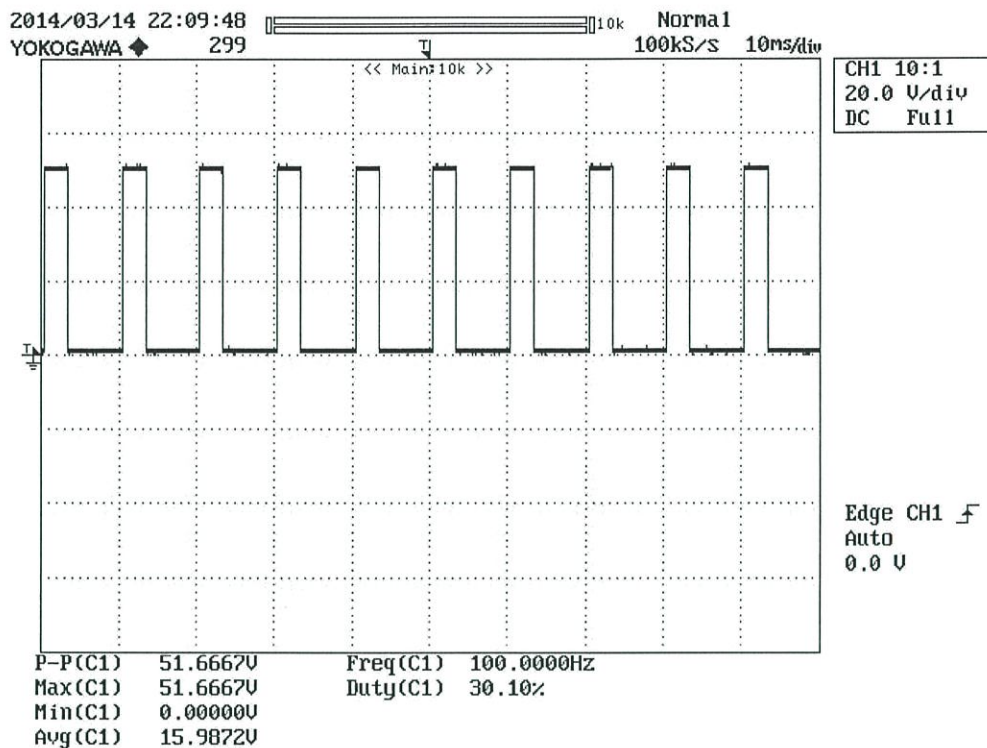 2014/03/14 22:09:48 10k Normal
YOKOGAWA ◆ 299 T 100kS/s 10ms/div
<< Main:10k >>
CH1 10:1
20.0 V/div
DC Full
T
Edge CH1
Auto
0.0 V
P-P(C1) 51.6667V Freq(C1) 100.0000Hz
Max(C1) 51.6667V Duty(C1) 30.10%
Min(C1) 0.00000V
Avg(C1) 15.9872V